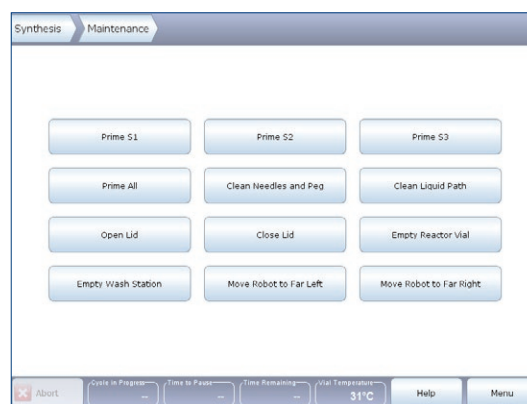 Synthesis Maintenance
Prime S1 Prime S2 Prime S3
Prime All Clean Needles and Peg Clean Liquid Path
Open Lid Close Lid Empty Reactor Vial
Empty Wash Station Move Robot to Far Left Move Robot to Far Right
Cycle in Progress Time to Pause Time Remaining Vial Temperature
Abort -- -- -- 31°C Help Menu